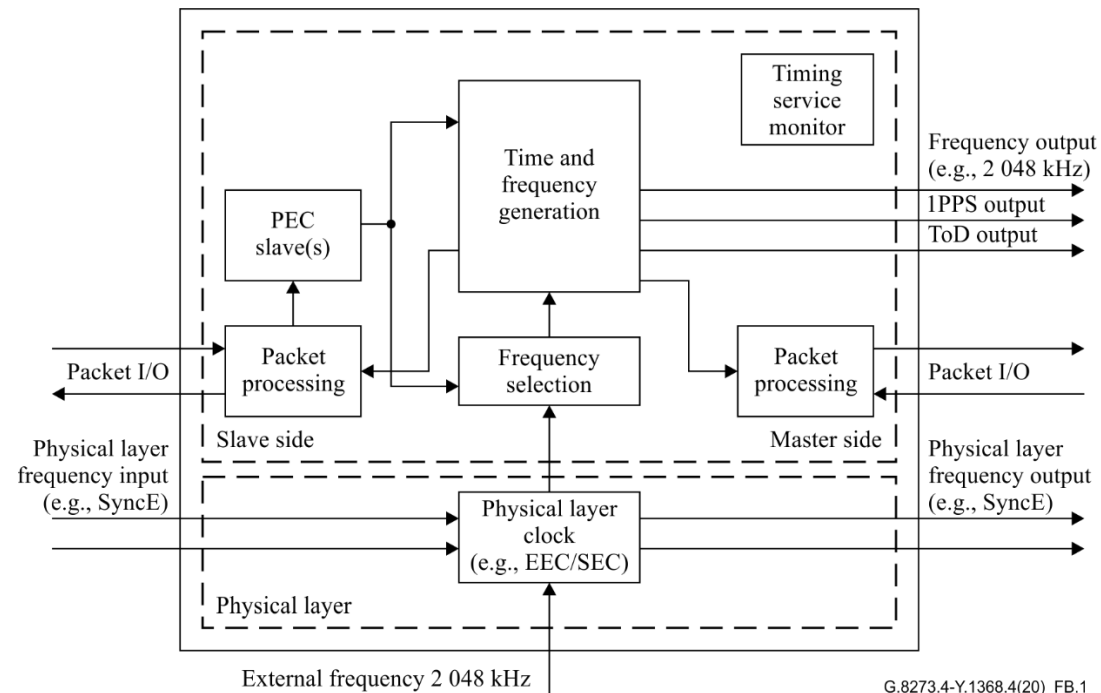 Timing
service
monitor
Time and
frequency
generation
Frequency output
(e.g., 2 048 kHz)
1PPS output
ToD output
PEC
slave(s)
Packet I/O
Packet
processing
Frequency
selection
Packet
processing
Packet I/O
Slave side
Master side
Physical layer
frequency input
(e.g., SyncE)
Physical layer
clock
(e.g., EEC/SEC)
Physical layer
frequency output
(e.g., SyncE)
Physical layer
External frequency 2 048 kHz
G.8273.4-Y.1368.4(20)_FB.1